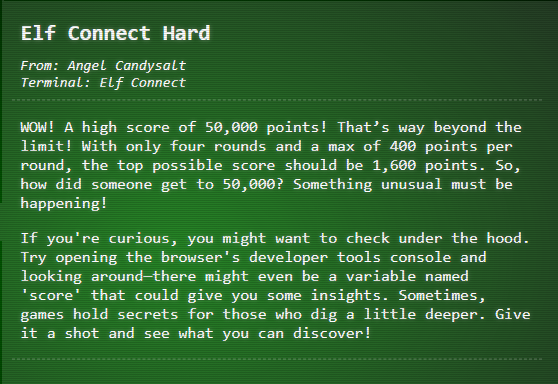 Elf Connect Hard
From: Angel Candysalt
Terminal: Elf Connect
WOW! A high score of 50,000 points! That’s way beyond the
limit! With only four rounds and a max of 400 points per
round, the top possible score should be 1,600 points. So,
how did someone get to 50,000? Something unusual must be
happening!
If you're curious, you might want to check under the hood.
Try opening the browser's developer tools console and
looking around—there might even be a variable named
'score' that could give you some insights. Sometimes,
games hold secrets for those who dig a little deeper. Give
it a shot and see what you can discover!